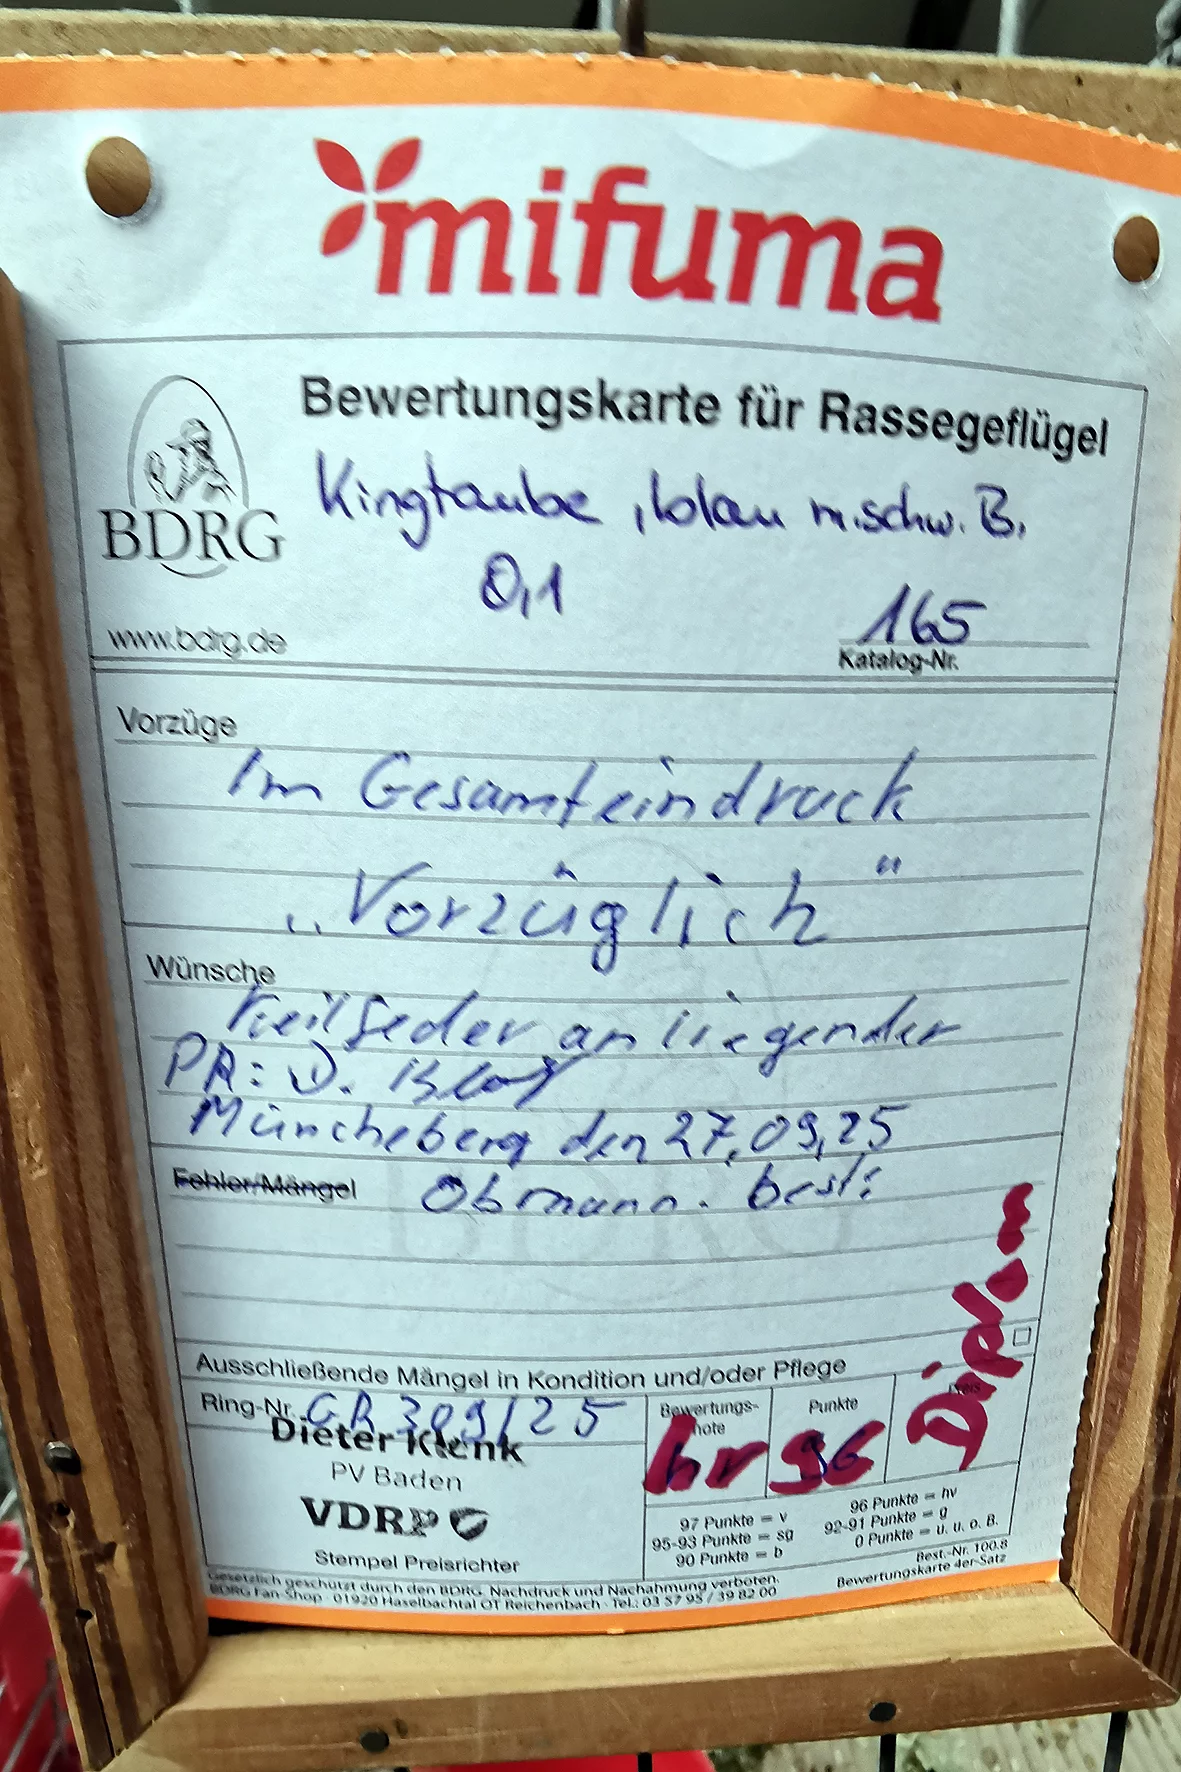 mifuma
BDRG
www.bdrg.de
Bewertungskarte für Rassegeflügel
Kingtaube, blau m. schw. B.
0,1
165
Katalog-Nr.
Vorzüge
Im Gesamteindruck
„Vorzüglich“
Wünsche
Keilfeder anliegender
PR: D.
Müncheberg den 27,09,25
Fehler/Mängel Obmann. best:
Ausschließende Mängel in Kondition und/oder Pflege
Ring-Nr. GB 309/25
Dieter Klenk
PV Baden
VDRP
Stempel Preisrichter
Bewertungs-
note
hv
Punkte
96
Preis
97 Punkte = v
96 Punkte = hv
95-93 Punkte = sg
92-91 Punkte = g
90 Punkte = b
0 Punkte = u. u. o. B.
Best.-Nr. 100.8
Bewertungskarte 4er-Satz
Gesetzlich geschützt durch den BDRG. Nachdruck und Nachahmung verboten.
BDRG Fan-Shop · 01920 Haselbachtal OT Reichenbach · Tel.: 03 57 95 / 39 82 00